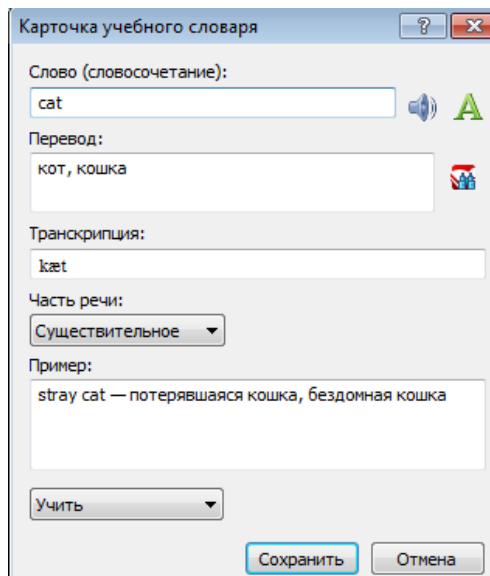 Карточка учебного словаря
Слово (словосочетание):
cat
Перевод:
кот, кошка
Транскрипция:
kæt
Часть речи:
Существительное
Пример:
stray cat — потерявшаяся кошка, бездомная кошка
Учить
Сохранить Отмена